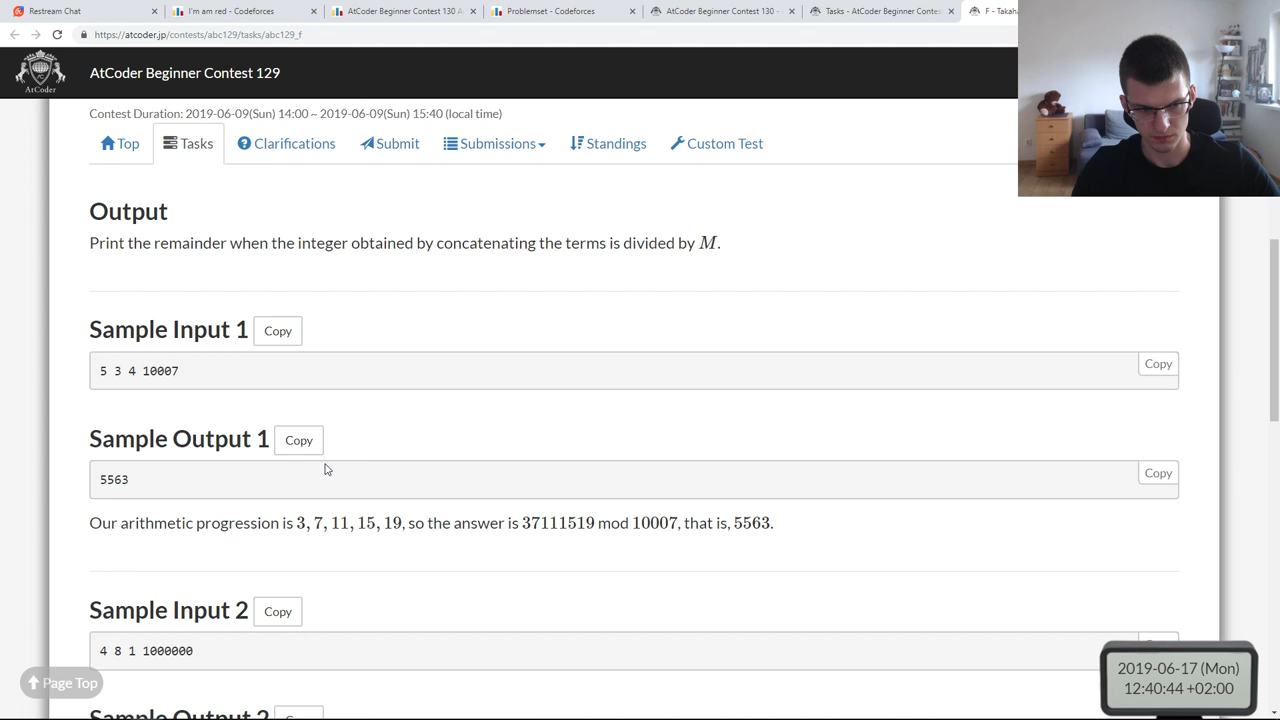 Restream Chat
I'm am red - Codeforces
AtCoder Beginner Contest 130 A
Problemset - Codeforces
AtCoder Beginner Contest 130 -
Tasks - AtCoder Beginner Contes
F - Takah
https://atcoder.jp/contests/abc129/tasks/abc129_f
AtCoder
AtCoder Beginner Contest 129
Contest Duration: 2019-06-09(Sun) 14:00 ~ 2019-06-09(Sun) 15:40 (local time)
Top Tasks Clarifications Submit Submissions Standings Custom Test
Output
Print the remainder when the integer obtained by concatenating the terms is divided by M.
Sample Input 1 Copy
Copy
5 3 4 10007
Sample Output 1 Copy
Copy
5563
Our arithmetic progression is 3, 7, 11, 15, 19, so the answer is 37111519 mod 10007, that is, 5563.
Sample Input 2 Copy
4 8 1 1000000
Page Top
Sample Output 2
2019-06-17 (Mon)
12:40:44 +02:00